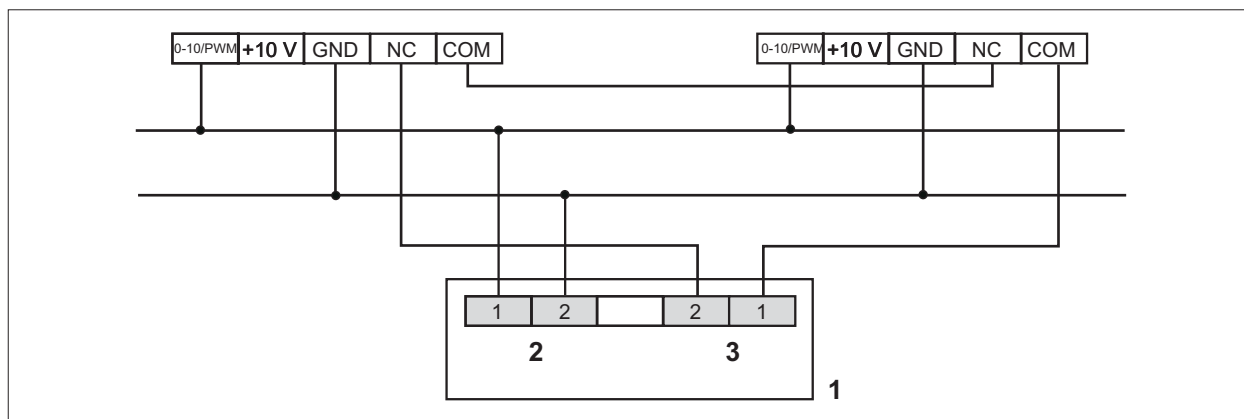 0-10/PWM +10 V GND NC COM 0-10/PWM +10 V GND NC COM
1 2 2 1
2 3
1